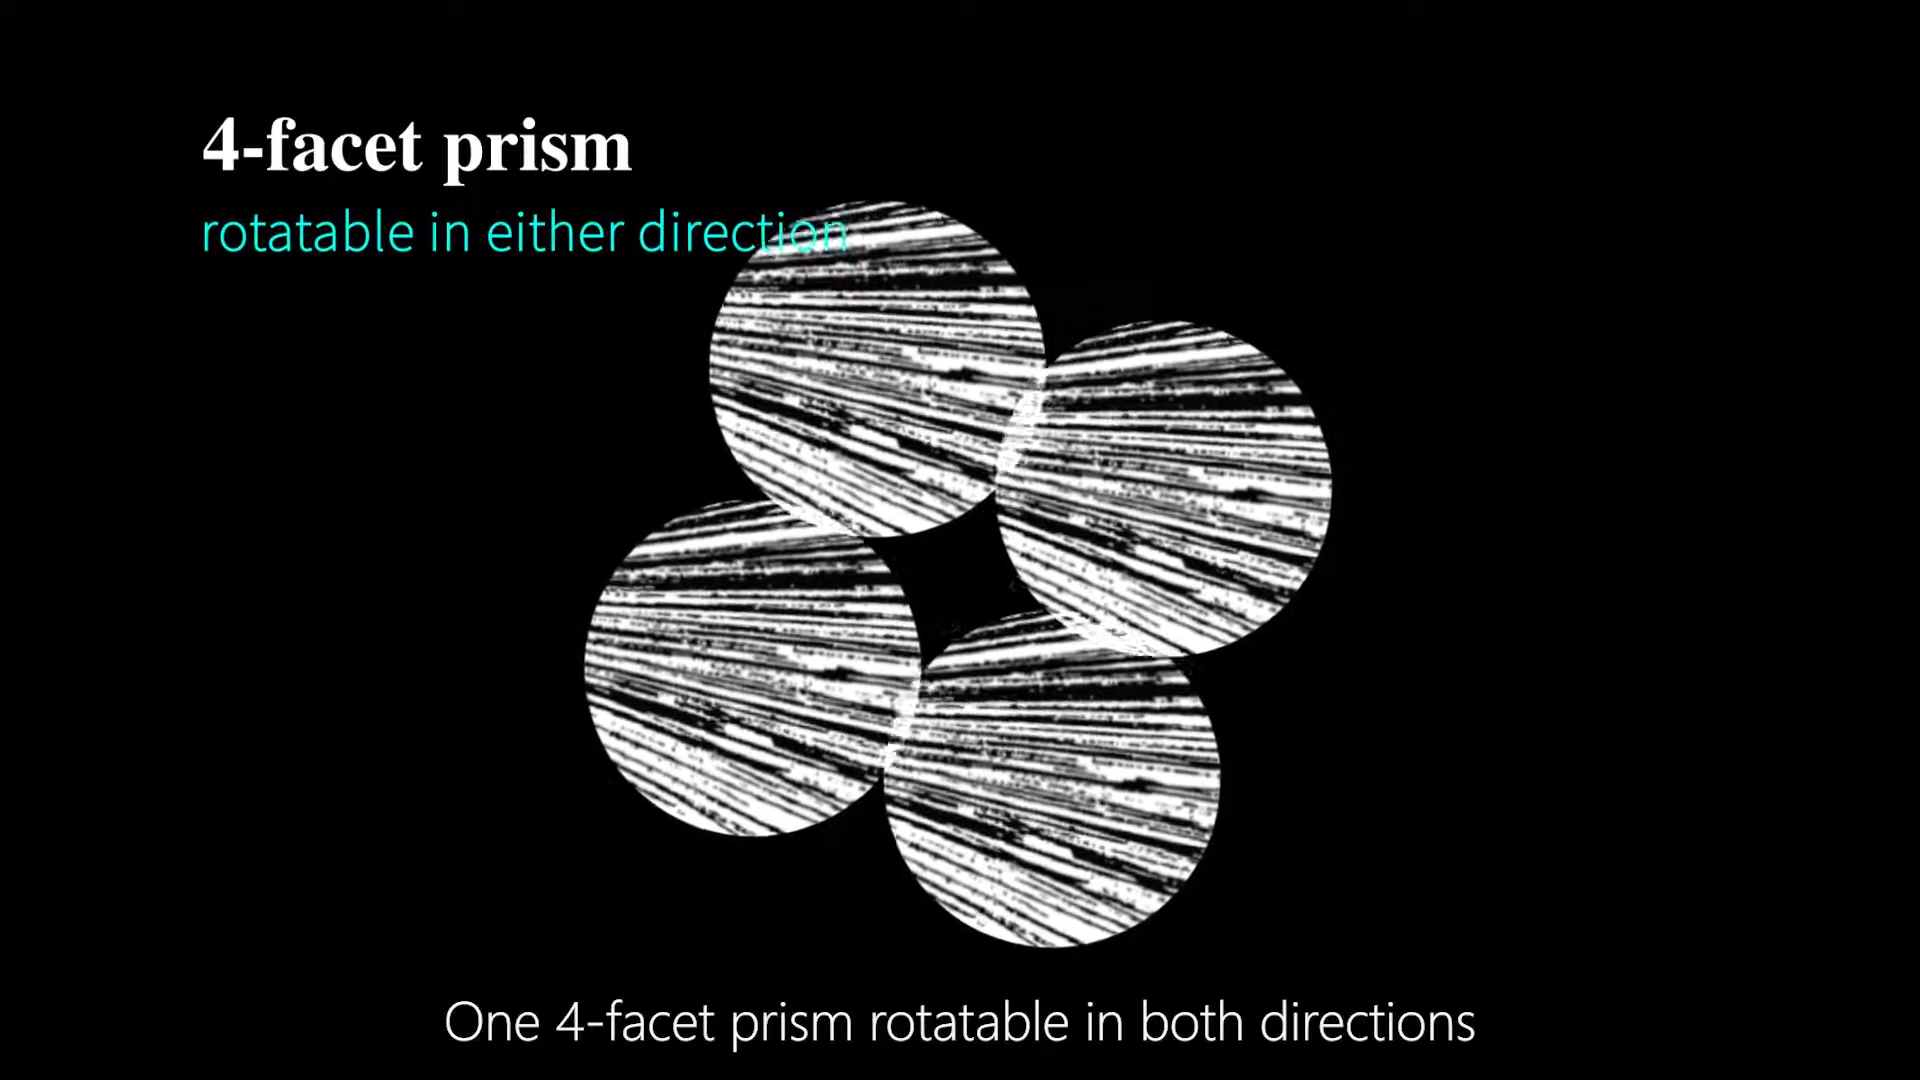 4-facet prism
rotatable in either direction
One 4-facet prism rotatable in both directions